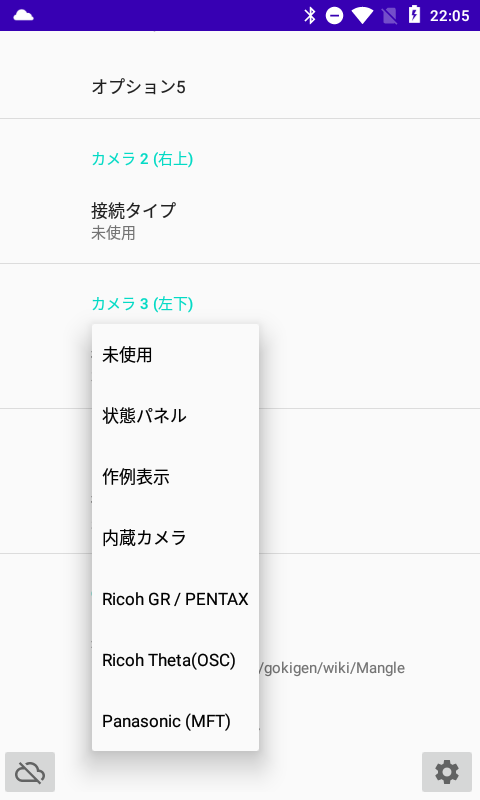 22:05
オプション5
カメラ 2 (右上)
接続タイプ
未使用
カメラ 3 (左下)
未使用
状態パネル
作例表示
内蔵カメラ
Ricoh GR / PENTAX
Ricoh Theta(OSC)
/gokigen/wiki/Mangle
Panasonic (MFT)